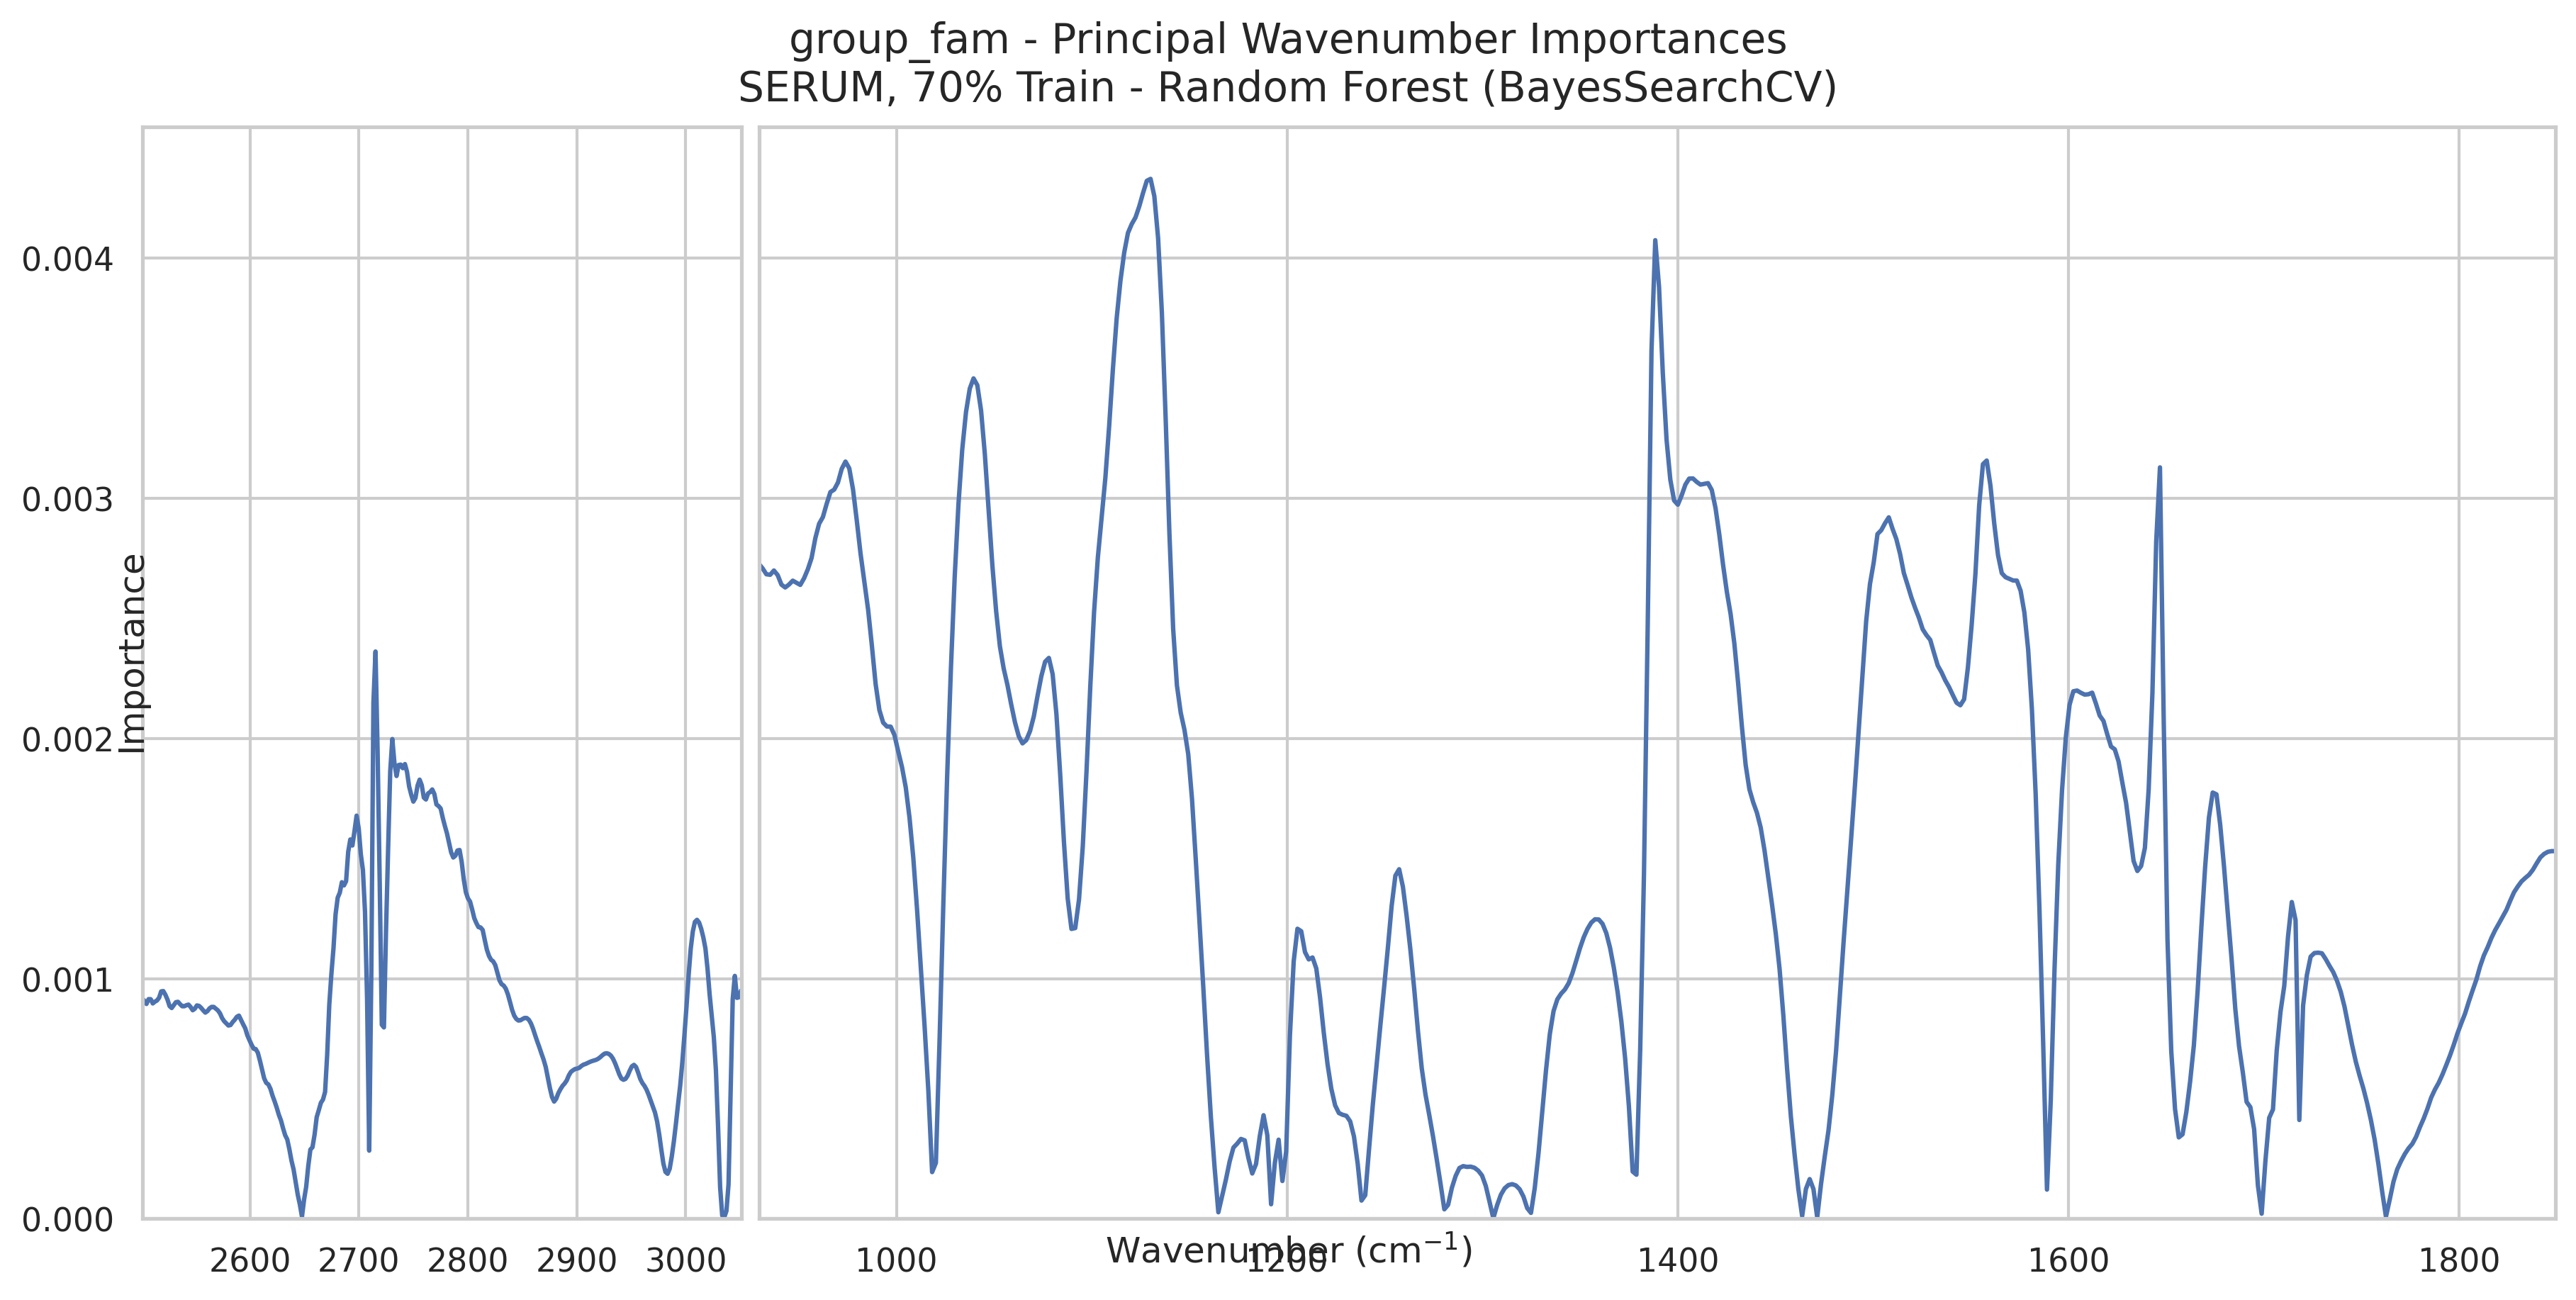 group_fam - Principal Wavenumber Importances
SERUM, 70% Train - Random Forest (BayesSearchCV)
0.004
0.003
0.002
0.001
0.000
Importance
2600 2700 2800 2900 3000 1000 1200 1400 1600 1800
Wavenumber (cm⁻¹)